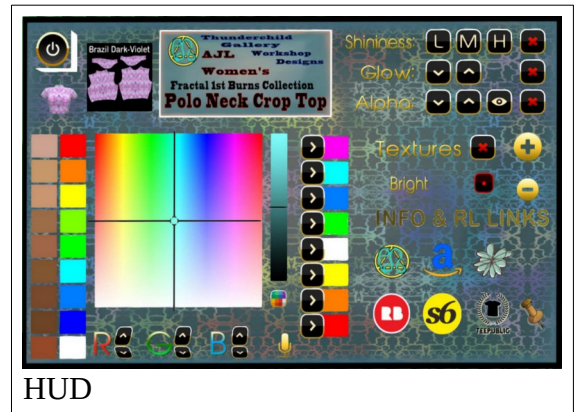 Brazil Dark-Violet
Thunderchild
Gallery
AJL Workshop
Designs
Women's
Fractal 1st Burns Collection
Polo Neck Crop Top
Shininess: L M H
Glow:
Alpha:
Textures
Bright
INFO & RL LINKS
a
RB
s6
TEEPUBLIC
R G B
HUD